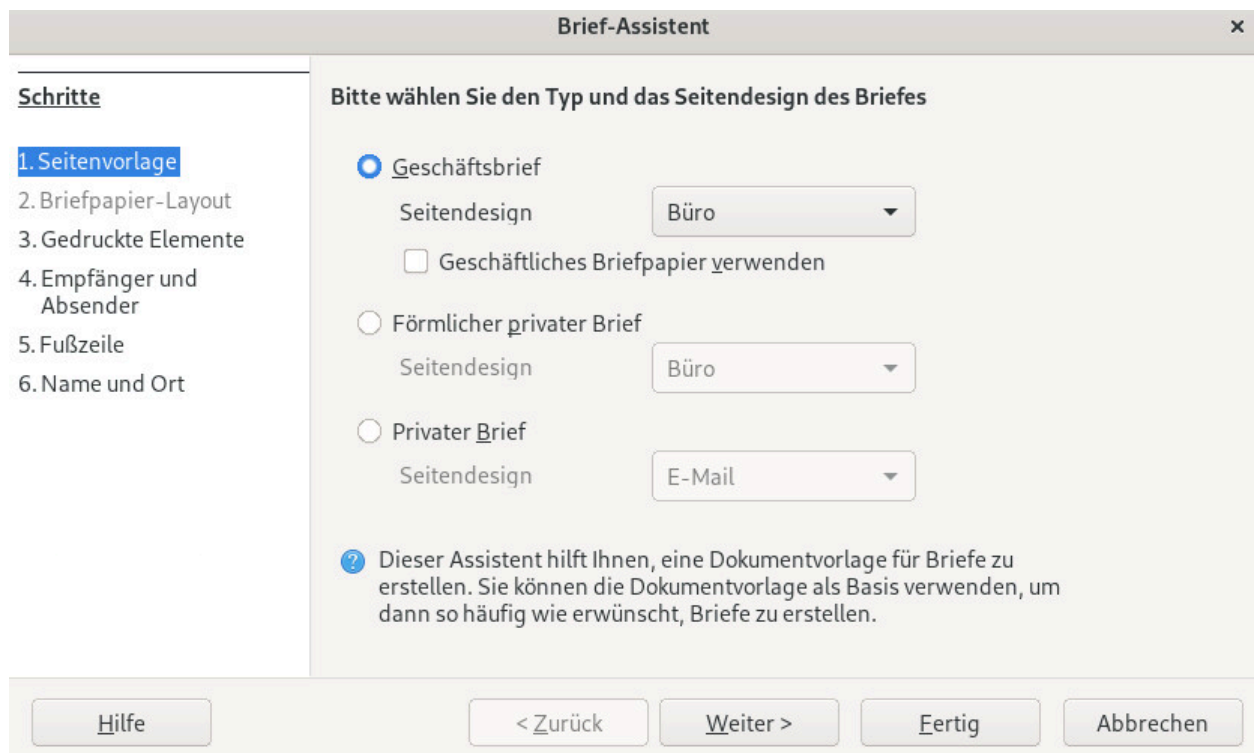 Brief-Assistent
Schritte
1. Seitenvorlage
2. Briefpapier-Layout
3. Gedruckte Elemente
4. Empfänger und
Absender
5. Fußzeile
6. Name und Ort
Bitte wählen Sie den Typ und das Seitendesign des Briefes
Geschäftsbrief
Seitendesign
Büro
Geschäftliches Briefpapier verwenden
Förmlicher privater Brief
Seitendesign
Büro
Privater Brief
Seitendesign
E-Mail
Dieser Assistent hilft Ihnen, eine Dokumentvorlage für Briefe zu
erstellen. Sie können die Dokumentvorlage als Basis verwenden, um
dann so häufig wie erwünscht, Briefe zu erstellen.
Hilfe
< Zurück
Weiter >
Fertig
Abbrechen